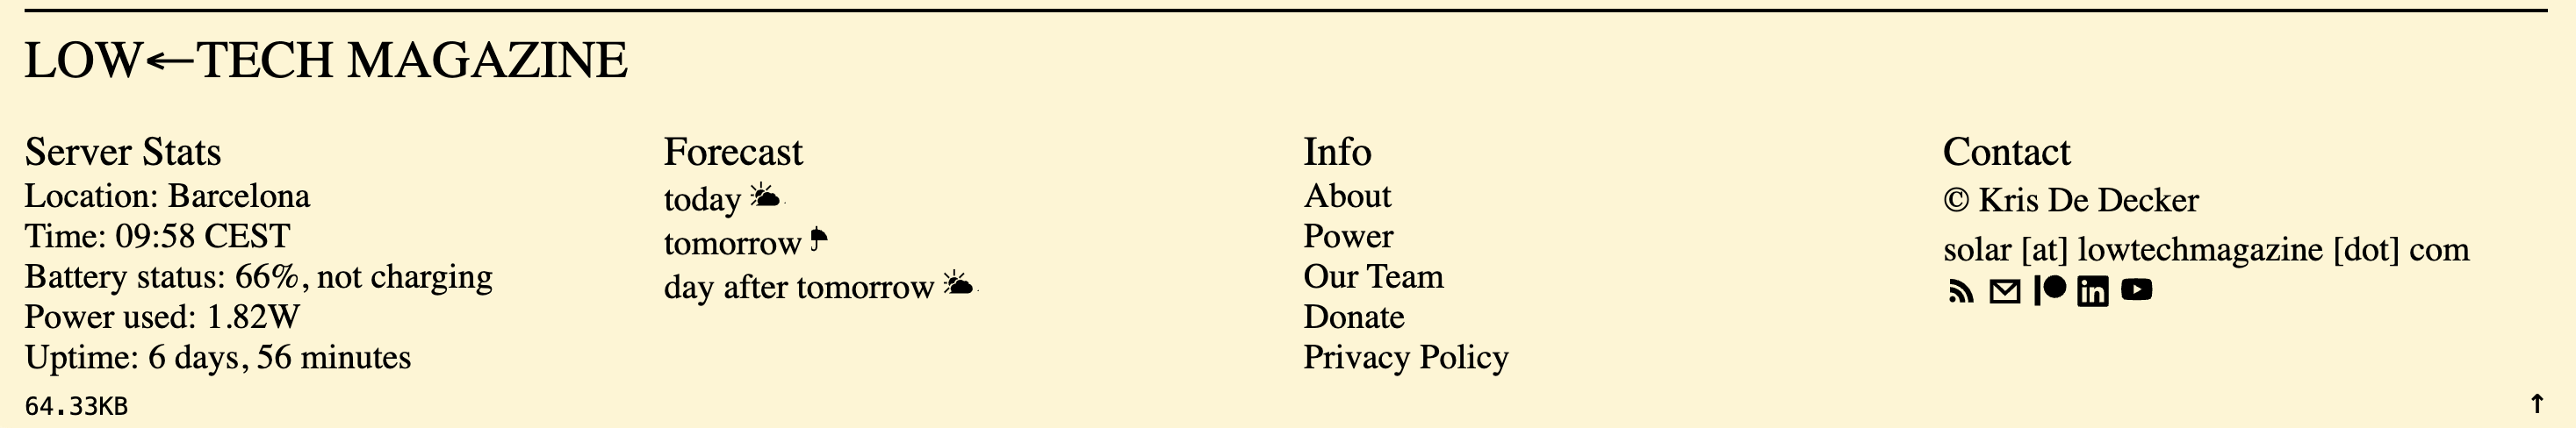 LOW←TECH MAGAZINE
Server Stats
Location: Barcelona
Time: 09:58 CEST
Battery status: 66%, not charging
Power used: 1.82W
Uptime: 6 days, 56 minutes
Forecast
today
tomorrow
day after tomorrow
Info
About
Power
Our Team
Donate
Privacy Policy
Contact
© Kris De Decker
solar [at] lowtechmagazine [dot] com
in
64.33KB
↑